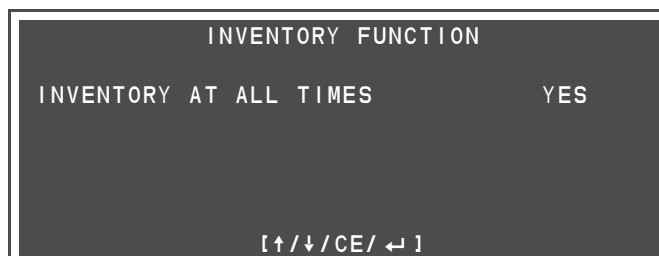 INVENTORY FUNCTION
INVENTORY AT ALL TIMES YES
[↑/↓/CE/ ↵ ]